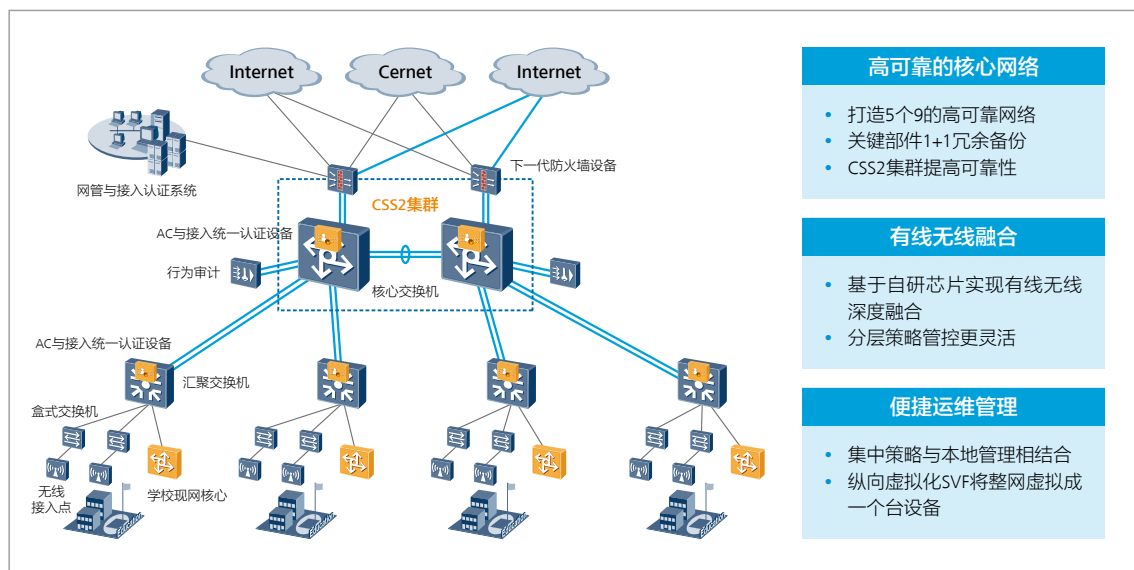 Internet
Cernet
Internet
网管与接入认证系统
下一代防火墙设备
CSS2集群
AC与接入统一认证设备
行为审计
核心交换机
AC与接入统一认证设备
汇聚交换机
盒式交换机
无线
接入点
学校现网核心
Education
Education
Education
Education
高可靠的核心网络
• 打造5个9的高可靠网络
• 关键部件1+1冗余备份
• CSS2集群提高可靠性
有线无线融合
• 基于自研芯片实现有线无线
深度融合
• 分层策略管控更灵活
便捷运维管理
• 集中策略与本地管理相结合
• 纵向虚拟化SVF将整网虚拟成
一个台设备